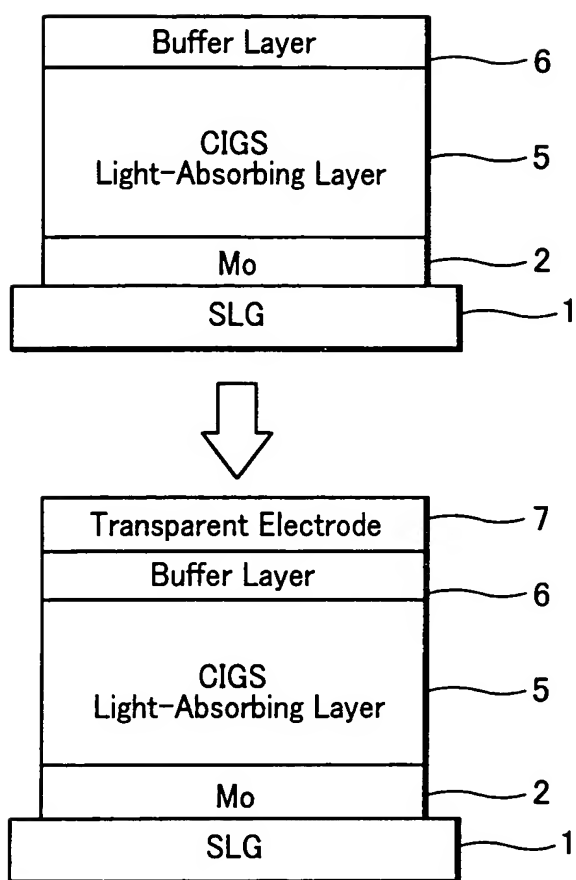 Buffer Layer
6
CIGS
Light-Absorbing Layer
5
Mo
2
SLG
1
Transparent Electrode
7
Buffer Layer
6
CIGS
Light-Absorbing Layer
5
Mo
2
SLG
1